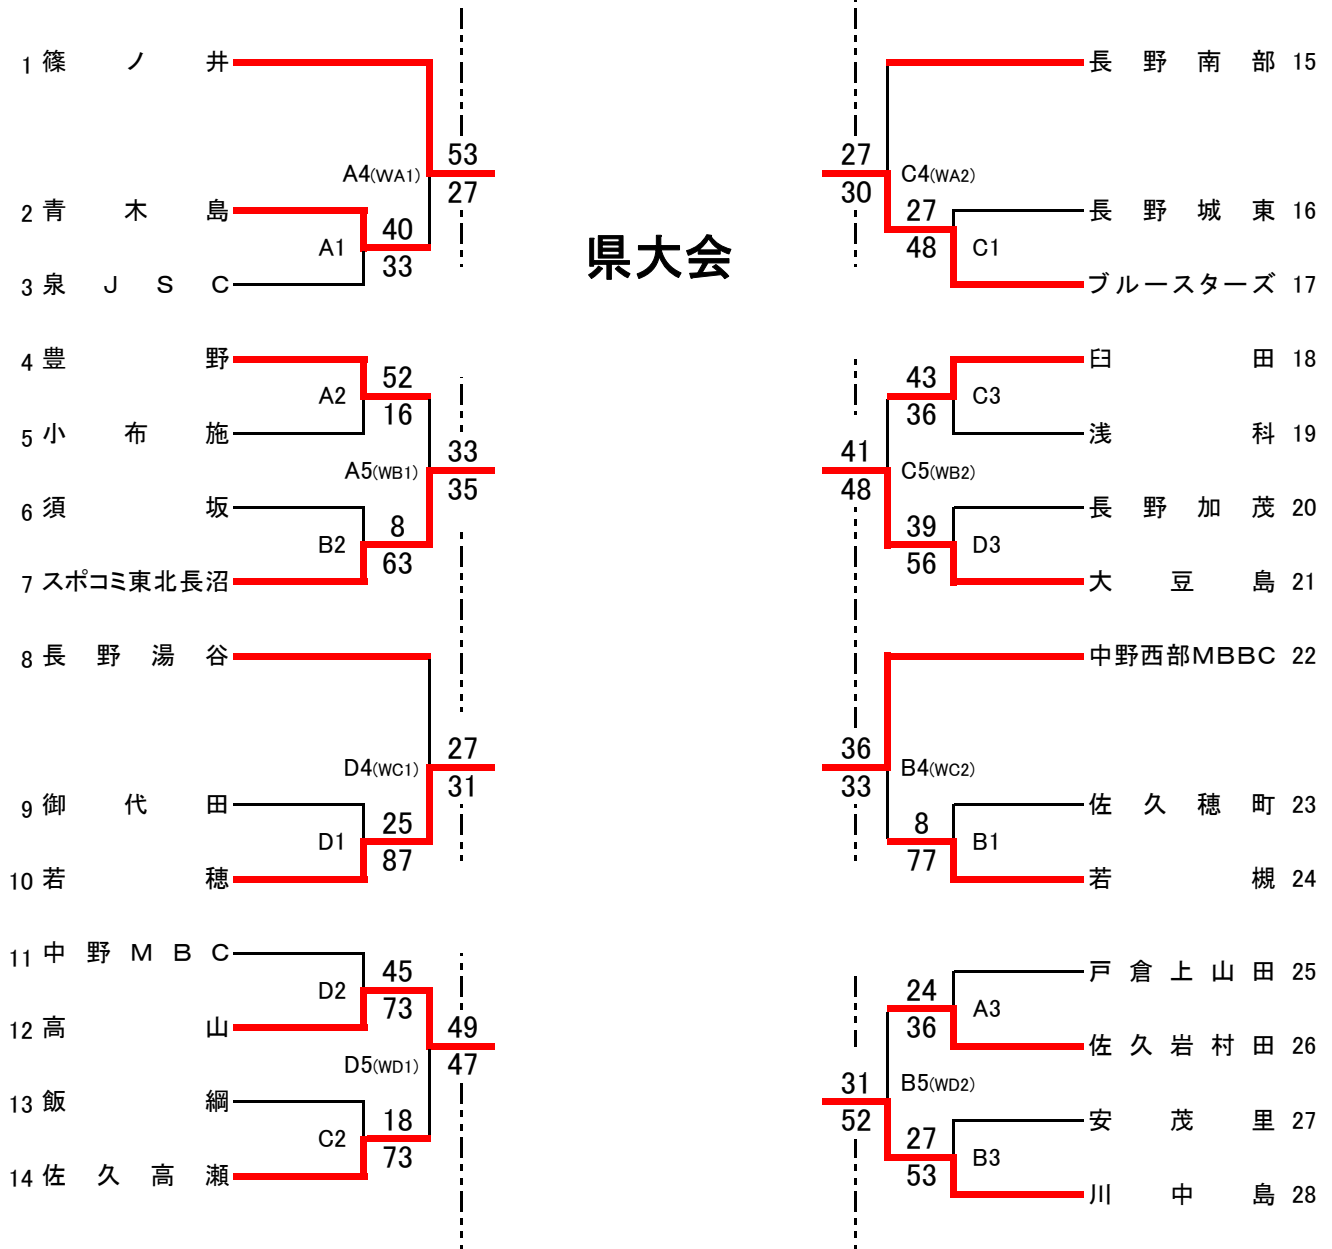 1 篠ノ井
53
A4(WA1)
27
2 青木島
40
A1
33
3 泉JSC
4 豊野
52
A2
16
5 小布施
33
A5(WB1)
35
6 須坂
8
B2
63
7 スポコミ東北長沼
8 長野湯谷
27
D4(WC1)
31
9 御代田
25
D1
87
10 若穂
11 中野MBC
45
D2
73
12 高山
49
D5(WD1)
47
13 飯綱
18
C2
73
14 佐久高瀬
県大会
長野南部 15
27
C4(WA2)
30
長野城東 16
27
C1
48
ブルースターズ 17
臼田 18
43
C3
36
浅科 19
41
C5(WB2)
48
長野加茂 20
39
D3
56
大豆島 21
中野西部MBBC 22
36
B4(WC2)
33
佐久穂町 23
8
B1
77
若槻 24
戸倉上山田 25
24
A3
36
佐久岩村田 26
31
B5(WD2)
52
安茂里 27
27
B3
53
川中島 28